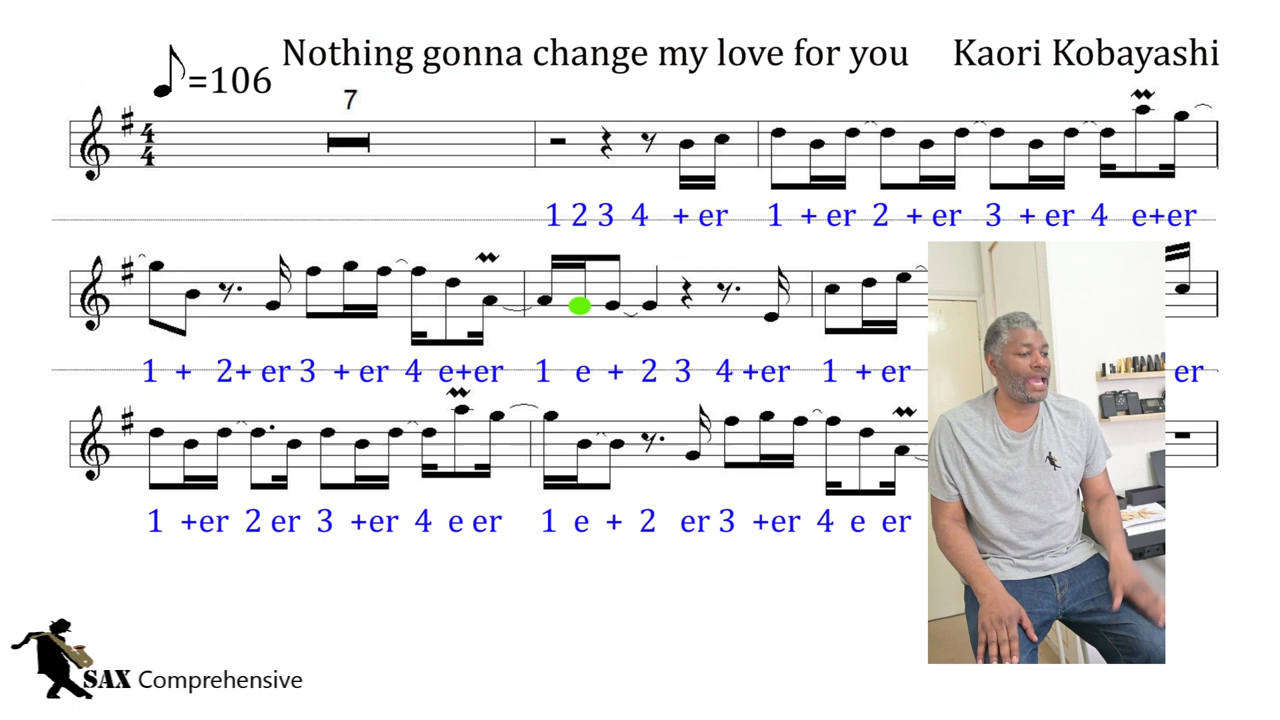 Nothing gonna change my love for you Kaori Kobayashi
=106
7
4
4
1 2 3 4 + er 1 + er 2 + er 3 + er 4 e+er
1 + 2+ er 3 + er 4 e+er 1 e + 2 3 4 +er 1 + er er
1 +er 2 er 3 +er 4 e er 1 e + 2 er 3 +er 4 e er
SAX Comprehensive